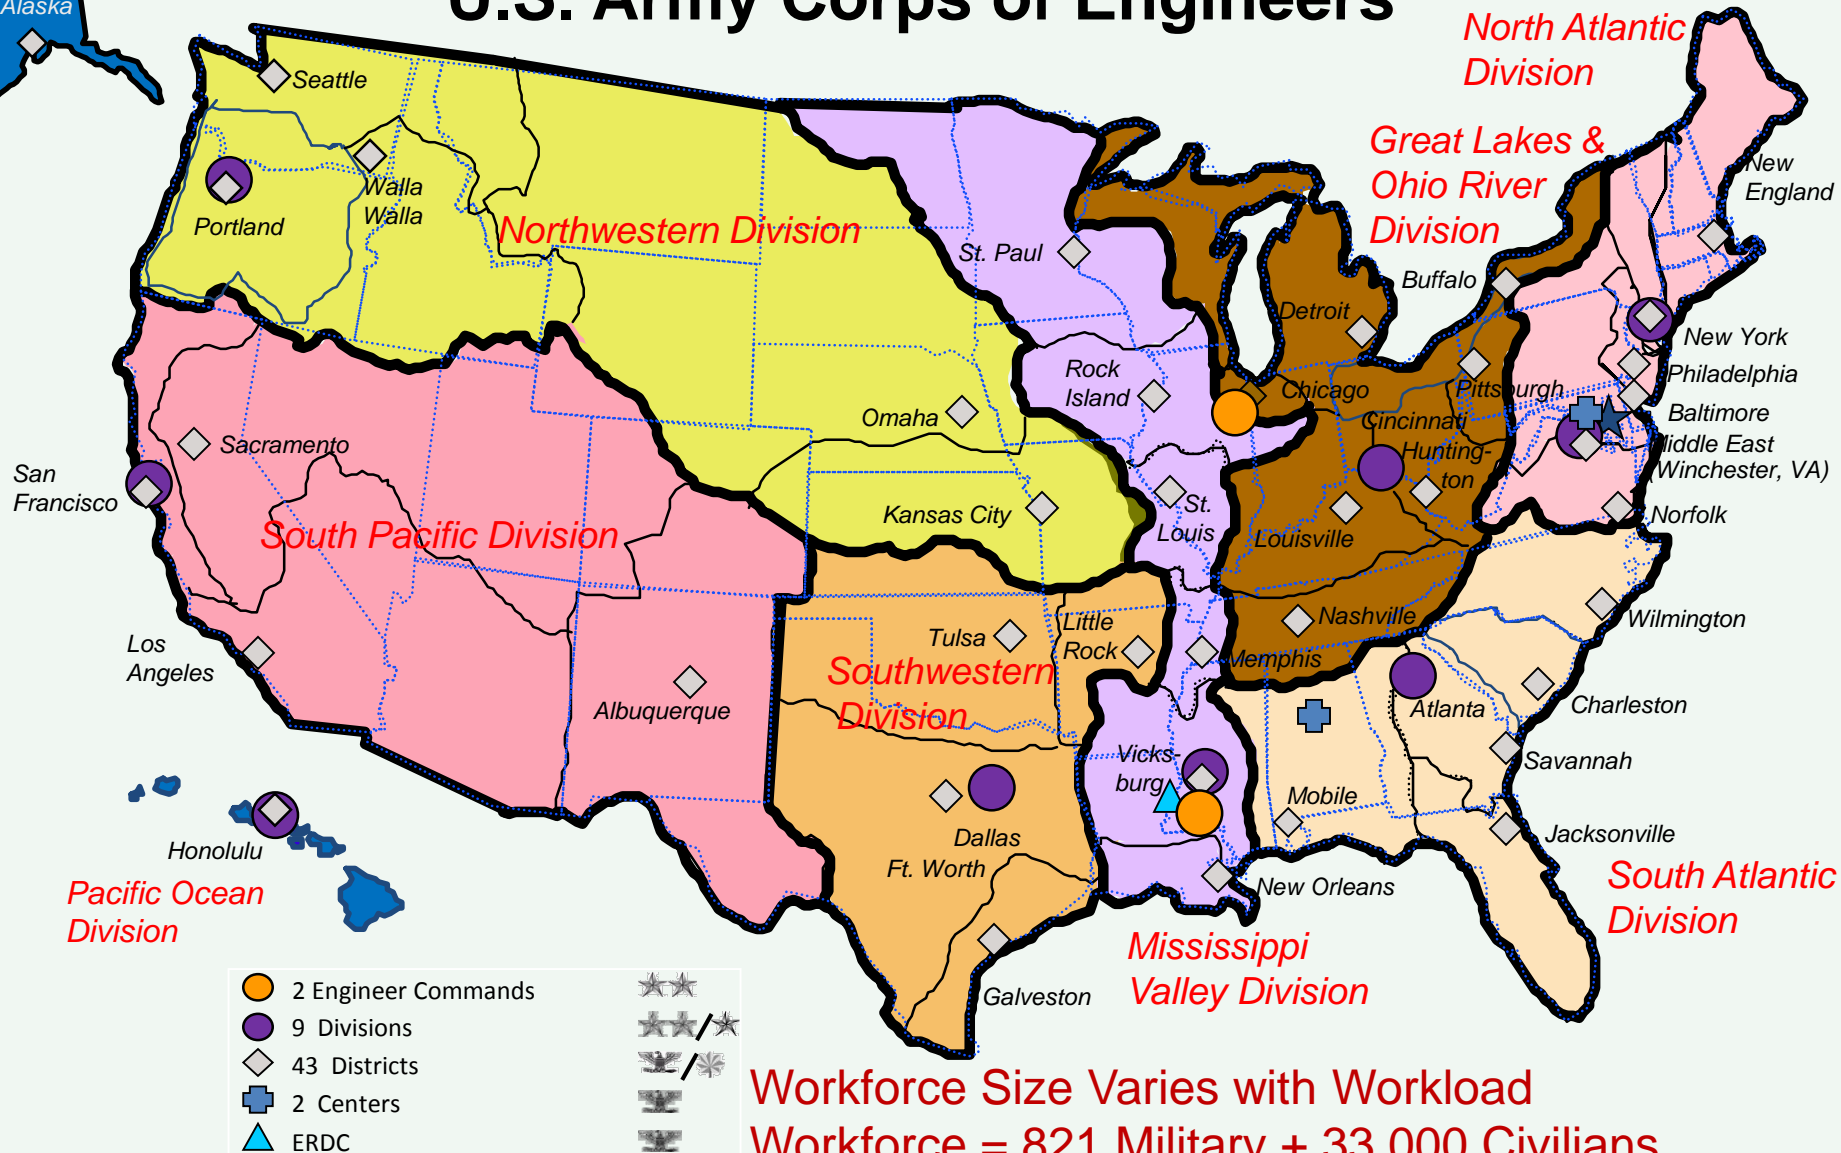 Alaska
U.S. Army Corps of Engineers
North Atlantic
Division
Great Lakes &
Ohio River
Division
Seattle
Walla
Walla
Portland
Northwestern Division
St. Paul
New
England
Buffalo
Detroit
New York
Rock
Island
Chicago
Pittsburgh
Philadelphia
Omaha
Cincinnati
Baltimore
Hunting-
ton
Middle East
(Winchester, VA)
Sacramento
San
Francisco
South Pacific Division
Kansas City
St.
Louis
Louisville
Norfolk
Los
Angeles
Tulsa
Little
Rock
Nashville
Wilmington
Memphis
Southwestern
Division
Albuquerque
Atlanta
Charleston
Vicks-
burg
Savannah
Mobile
Honolulu
Dallas
Ft. Worth
Jacksonville
New Orleans
Pacific Ocean
Division
South Atlantic
Division
Mississippi
Valley Division
Galveston
2 Engineer Commands
9 Divisions
43 Districts
2 Centers
ERDC
Workforce Size Varies with Workload
Workforce = 821 Military + 33,000 Civilians